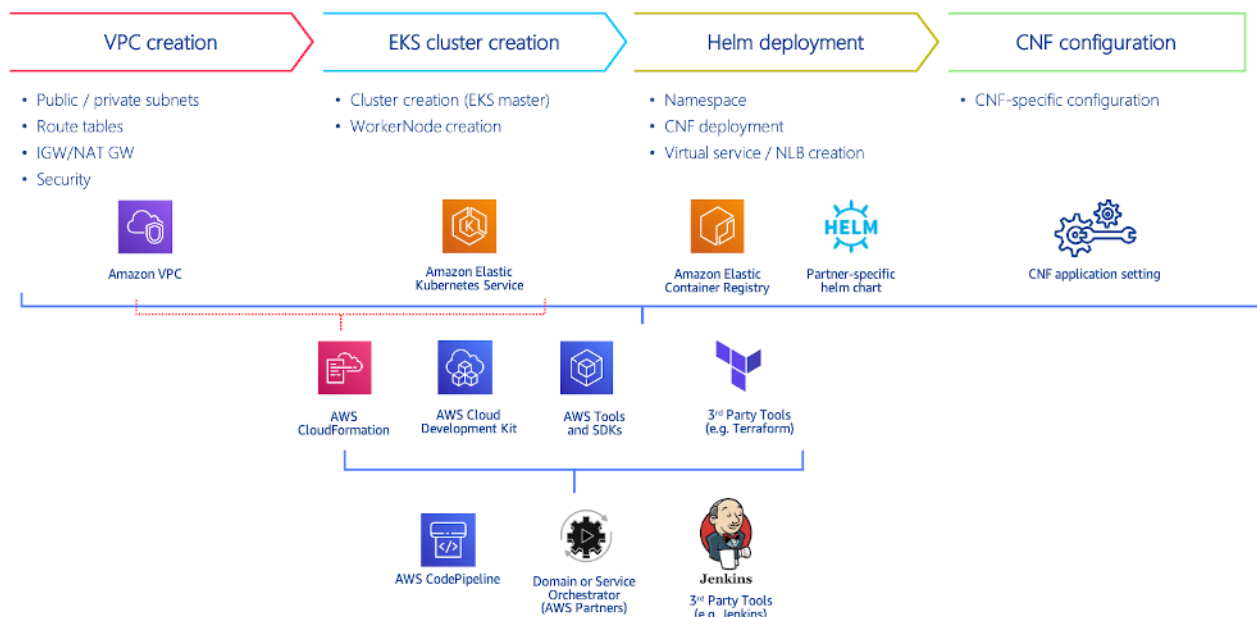 VPC creation
EKS cluster creation
Helm deployment
CNF configuration
• Public / private subnets
• Route tables
• IGW/NAT GW
• Security
• Cluster creation (EKS master)
• WorkerNode creation
• Namespace
• CNF deployment
• Virtual service / NLB creation
• CNF-specific configuration
Amazon VPC
Amazon Elastic
Kubernetes Service
Amazon Elastic
Container Registry
HELM
Partner-specific
helm chart
CNF application setting
AWS
CloudFormation
AWS Cloud
Development Kit
AWS Tools
and SDKs
3rd Party Tools
(e.g. Terraform)
AWS CodePipeline
Domain or Service
Orchestrator
(AWS Partners)
Jenkins
3rd Party Tools
(e.g. Jenkins)